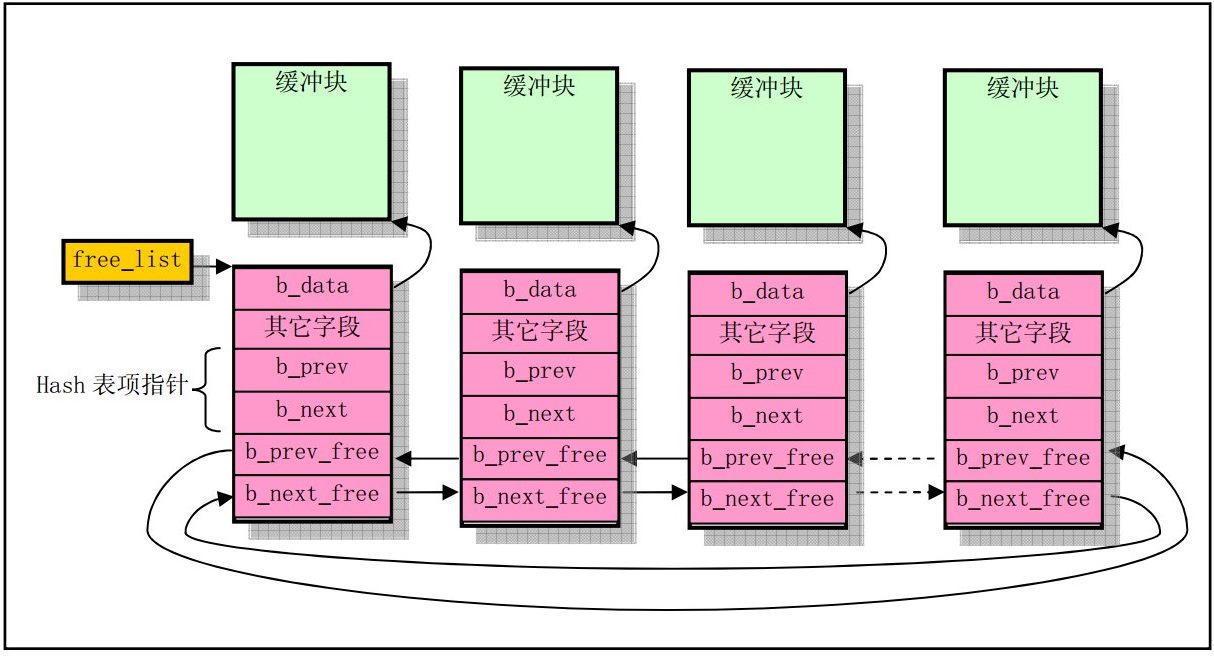 缓冲块
缓冲块
缓冲块
缓冲块
free_list
b_data
其它字段
b_prev
b_next
b_prev_free
b_next_free
Hash 表项指针
b_data
其它字段
b_prev
b_next
b_prev_free
b_next_free
b_data
其它字段
b_prev
b_next
b_prev_free
b_next_free
b_data
其它字段
b_prev
b_next
b_prev_free
b_next_free